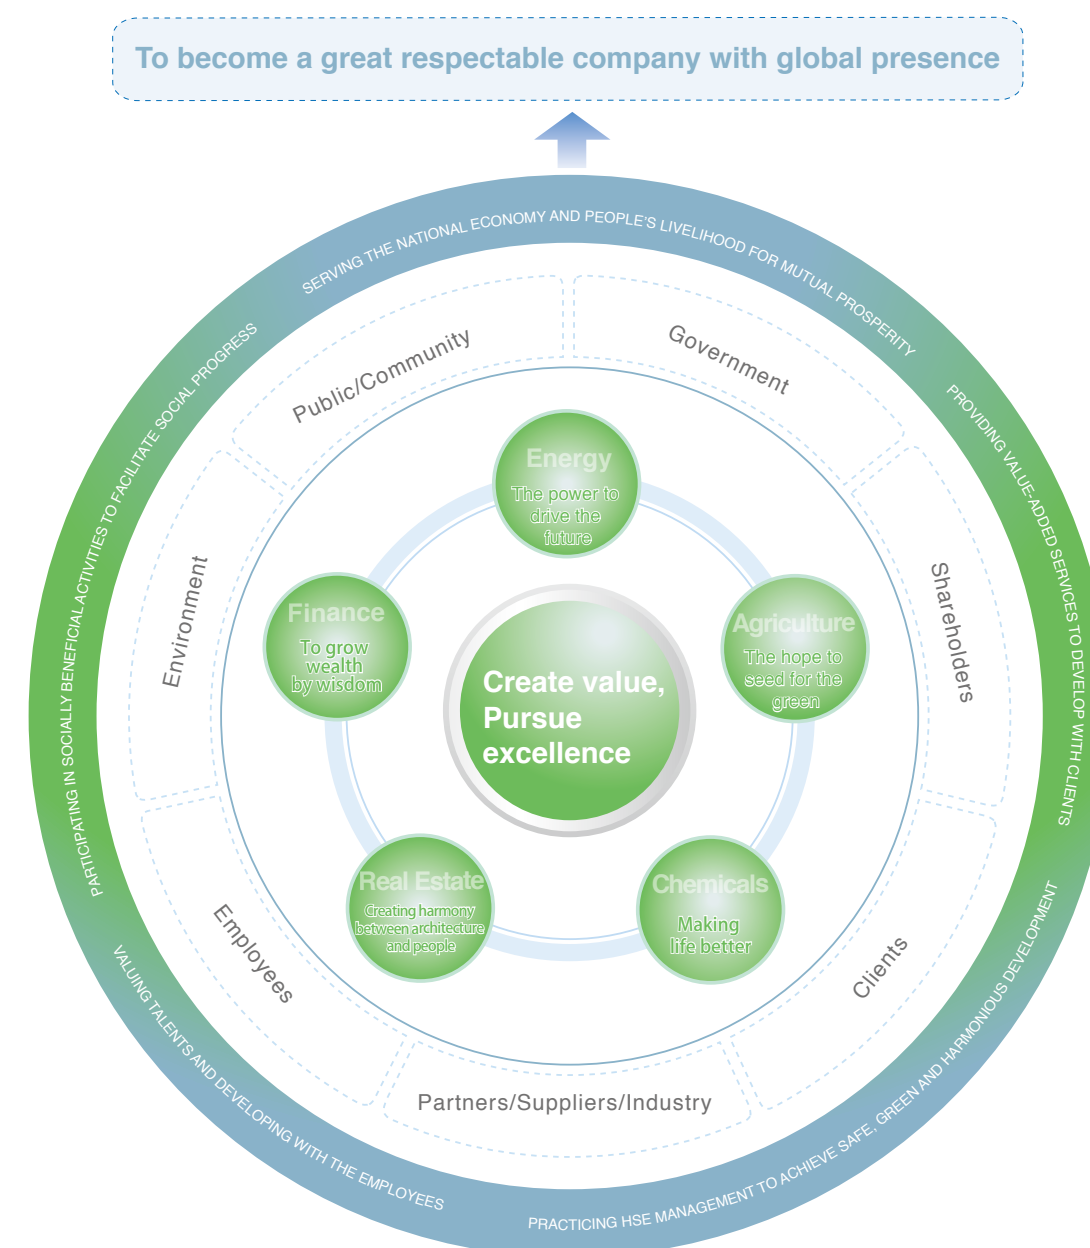 To become a great respectable company with global presence
SERVING THE NATIONAL ECONOMY AND PEOPLE'S LIVELIHOOD FOR MUTUAL PROSPERITY
PROVIDING VALUE-ADDED SERVICES TO DEVELOP WITH CLIENTS
PRACTICING HSE MANAGEMENT TO ACHIEVE SAFE, GREEN AND HARMONIOUS DEVELOPMENT
VALUING TALENTS AND DEVELOPING WITH THE EMPLOYEES
PARTICIPATING IN SOCIALLY BENEFICIAL ACTIVITIES TO FACILITATE SOCIAL PROGRESS
Public/Community
Government
Shareholders
Clients
Partners/Suppliers/Industry
Employees
Environment
Energy
The power to
drive the
future
Agriculture
The hope to
seed for the
green
Chemicals
Making
life better
Real Estate
Creating harmony
between architecture
and people
Finance
To grow
wealth
by wisdom
Create value,
Pursue
excellence